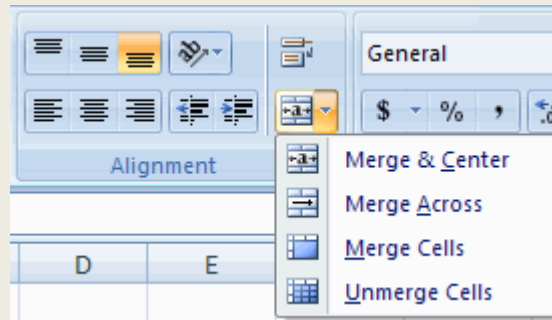 General
$ % ,
Alignment
Merge & Center
Merge Across
Merge Cells
Unmerge Cells
D E